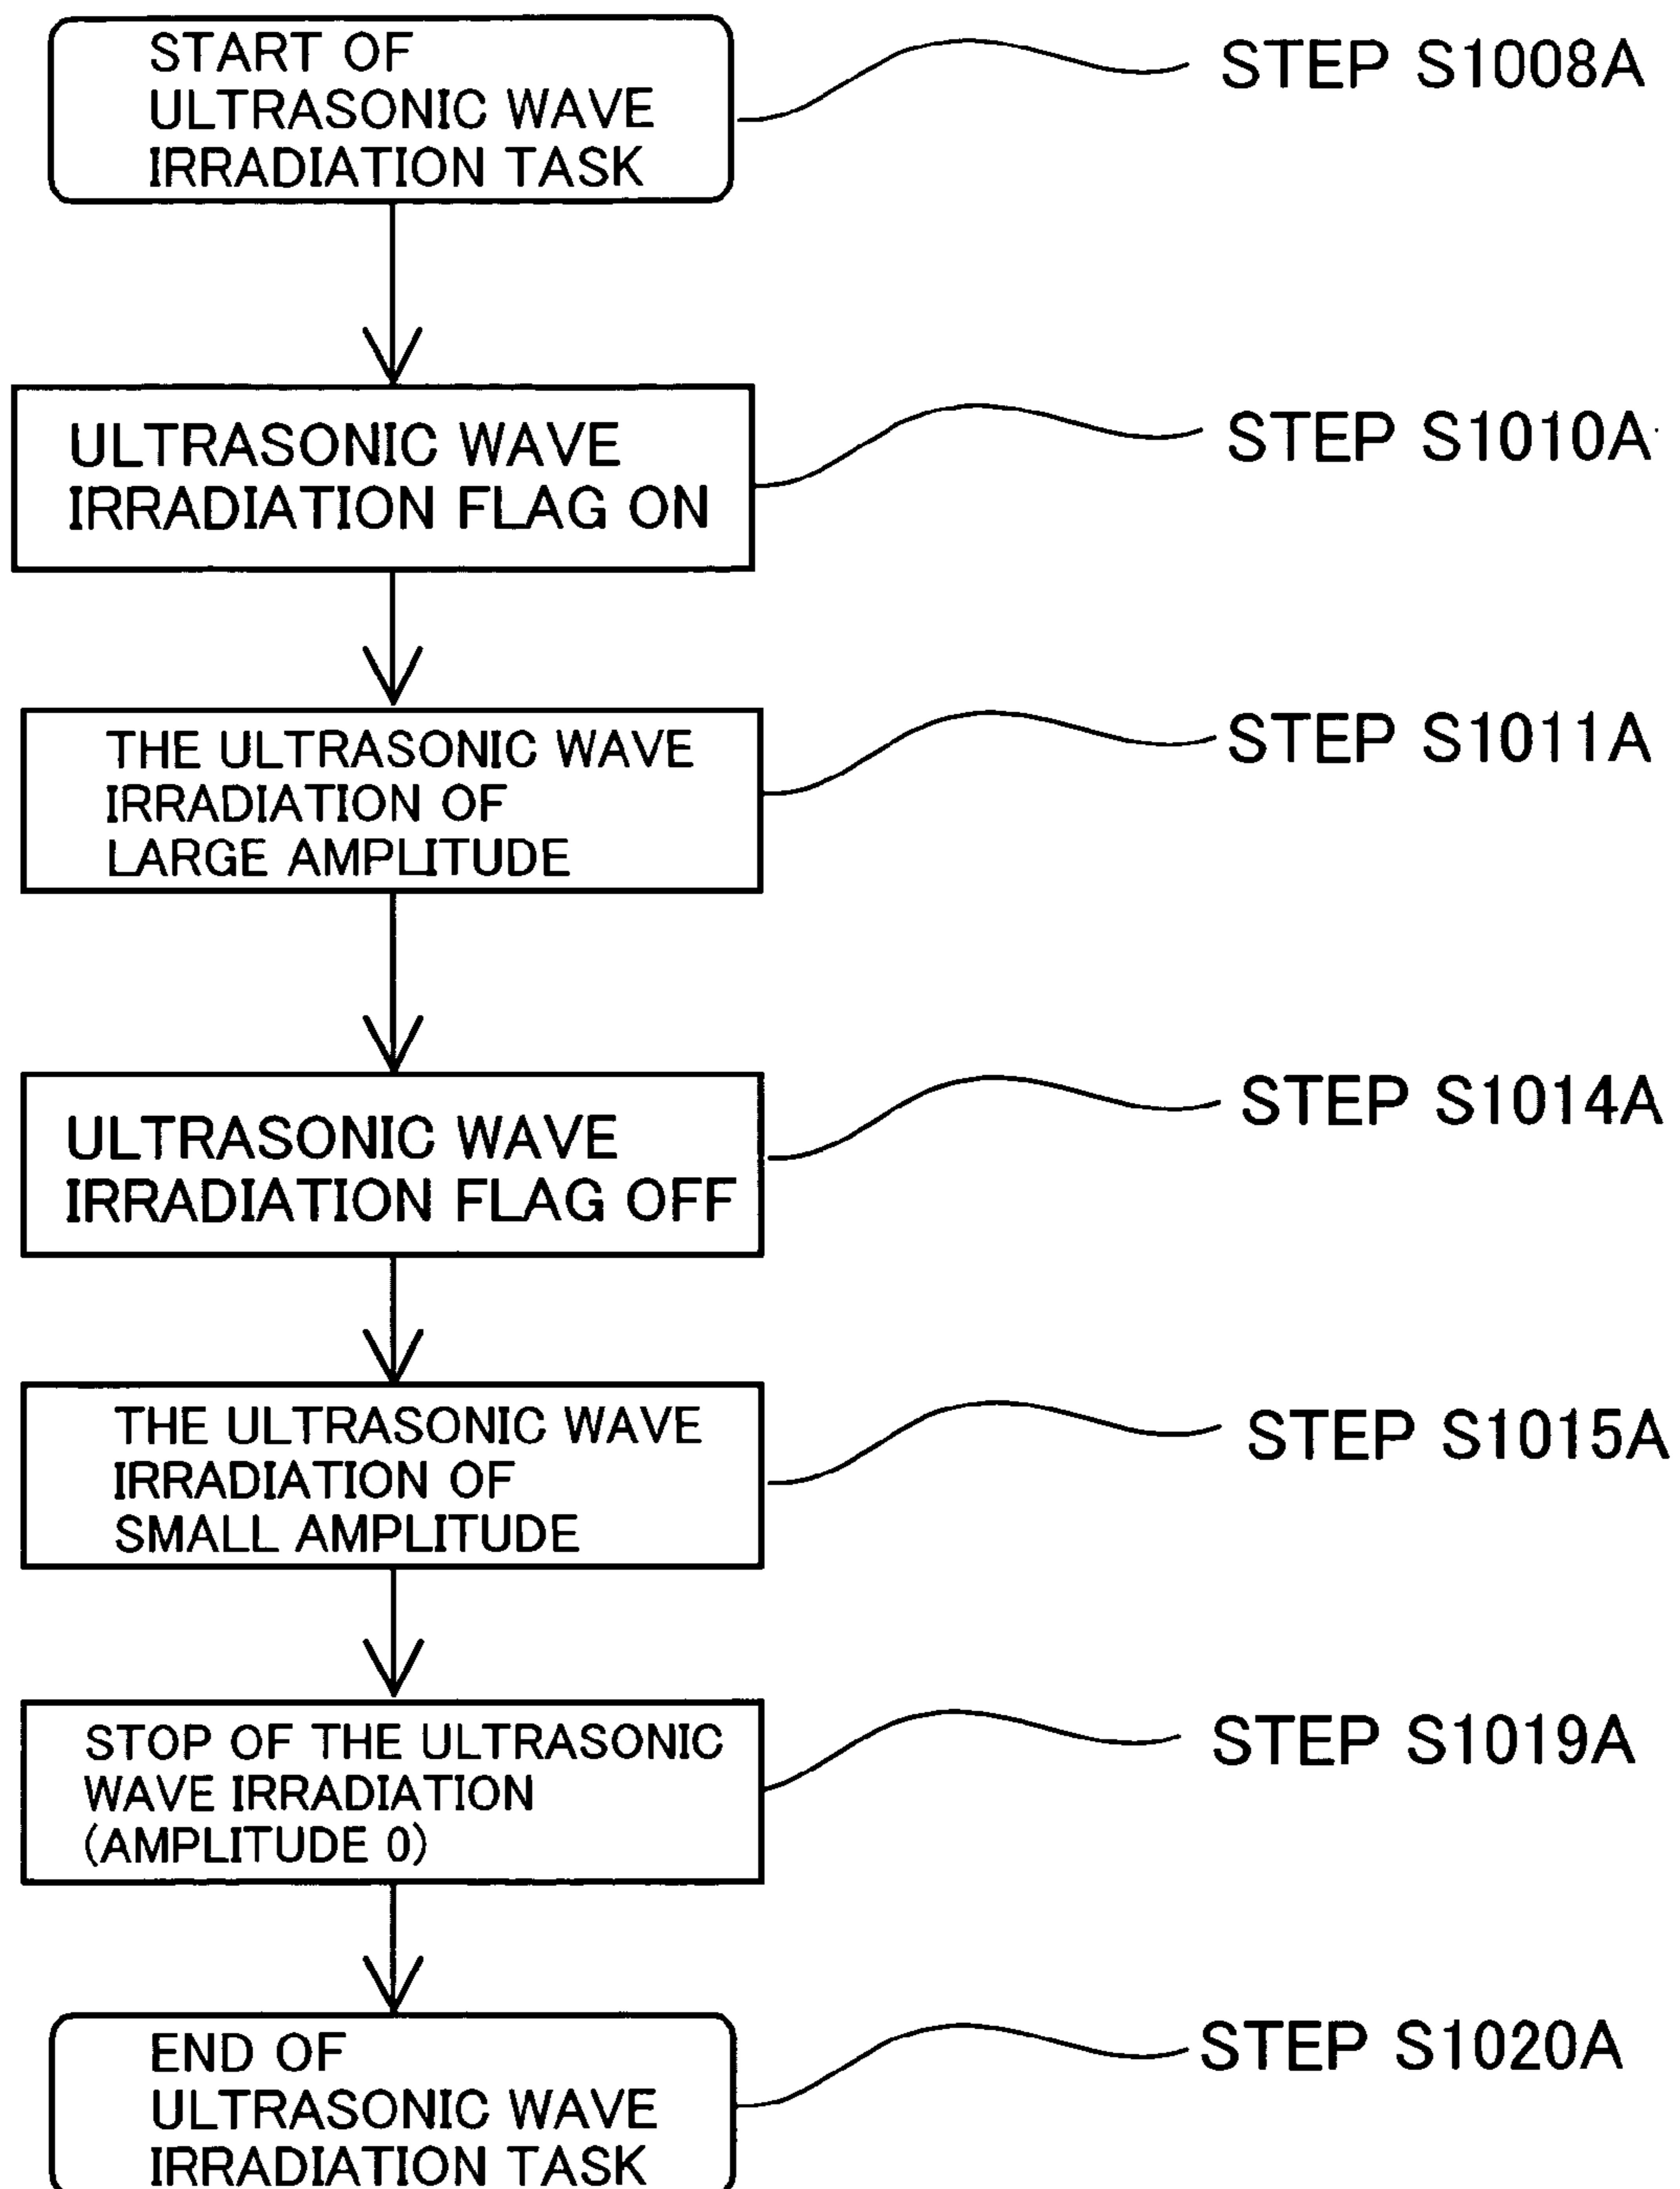 START OF
ULTRASONIC WAVE
IRRADIATION TASK
STEP S1008A
ULTRASONIC WAVE
IRRADIATION FLAG ON
STEP S1010A
THE ULTRASONIC WAVE
IRRADIATION OF
LARGE AMPLITUDE
STEP S1011A
ULTRASONIC WAVE
IRRADIATION FLAG OFF
STEP S1014A
THE ULTRASONIC WAVE
IRRADIATION OF
SMALL AMPLITUDE
STEP S1015A
STOP OF THE ULTRASONIC
WAVE IRRADIATION
(AMPLITUDE 0)
STEP S1019A
END OF
ULTRASONIC WAVE
IRRADIATION TASK
STEP S1020A